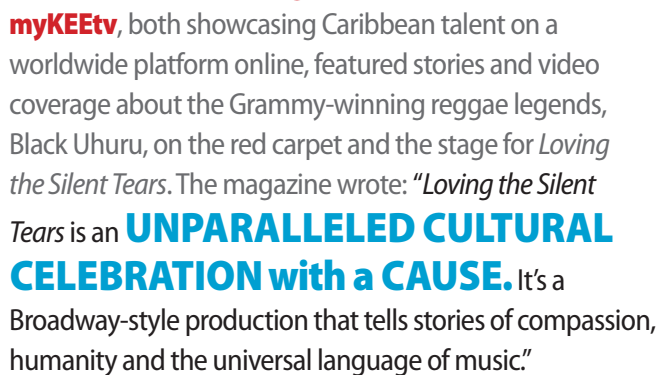 myKEEtv, both showcasing Caribbean talent on a
worldwide platform online, featured stories and video
coverage about the Grammy-winning reggae legends,
Black Uhuru, on the red carpet and the stage for Loving
the Silent Tears. The magazine wrote: “Loving the Silent
Tears is an UNPARALLELED CULTURAL
CELEBRATION with a CAUSE. It’s a
Broadway-style production that tells stories of compassion,
humanity and the universal language of music.”